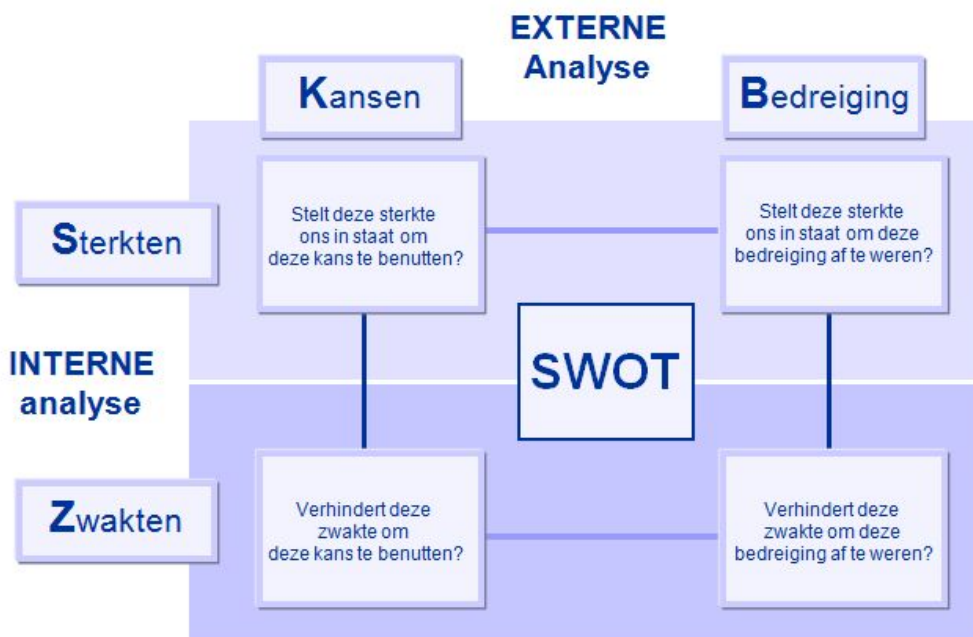 EXTERNE
Analyse
Kansen
Bedreiging
Sterkten
Stelt deze sterkte
ons in staat om
deze kans te benutten?
Stelt deze sterkte
ons in staat om deze
bedreiging af te weren?
SWOT
INTERNE
analyse
Zwakten
Verhindert deze
zwakte om
deze kans te benutten?
Verhindert deze
zwakte om deze
bedreiging af te weren?